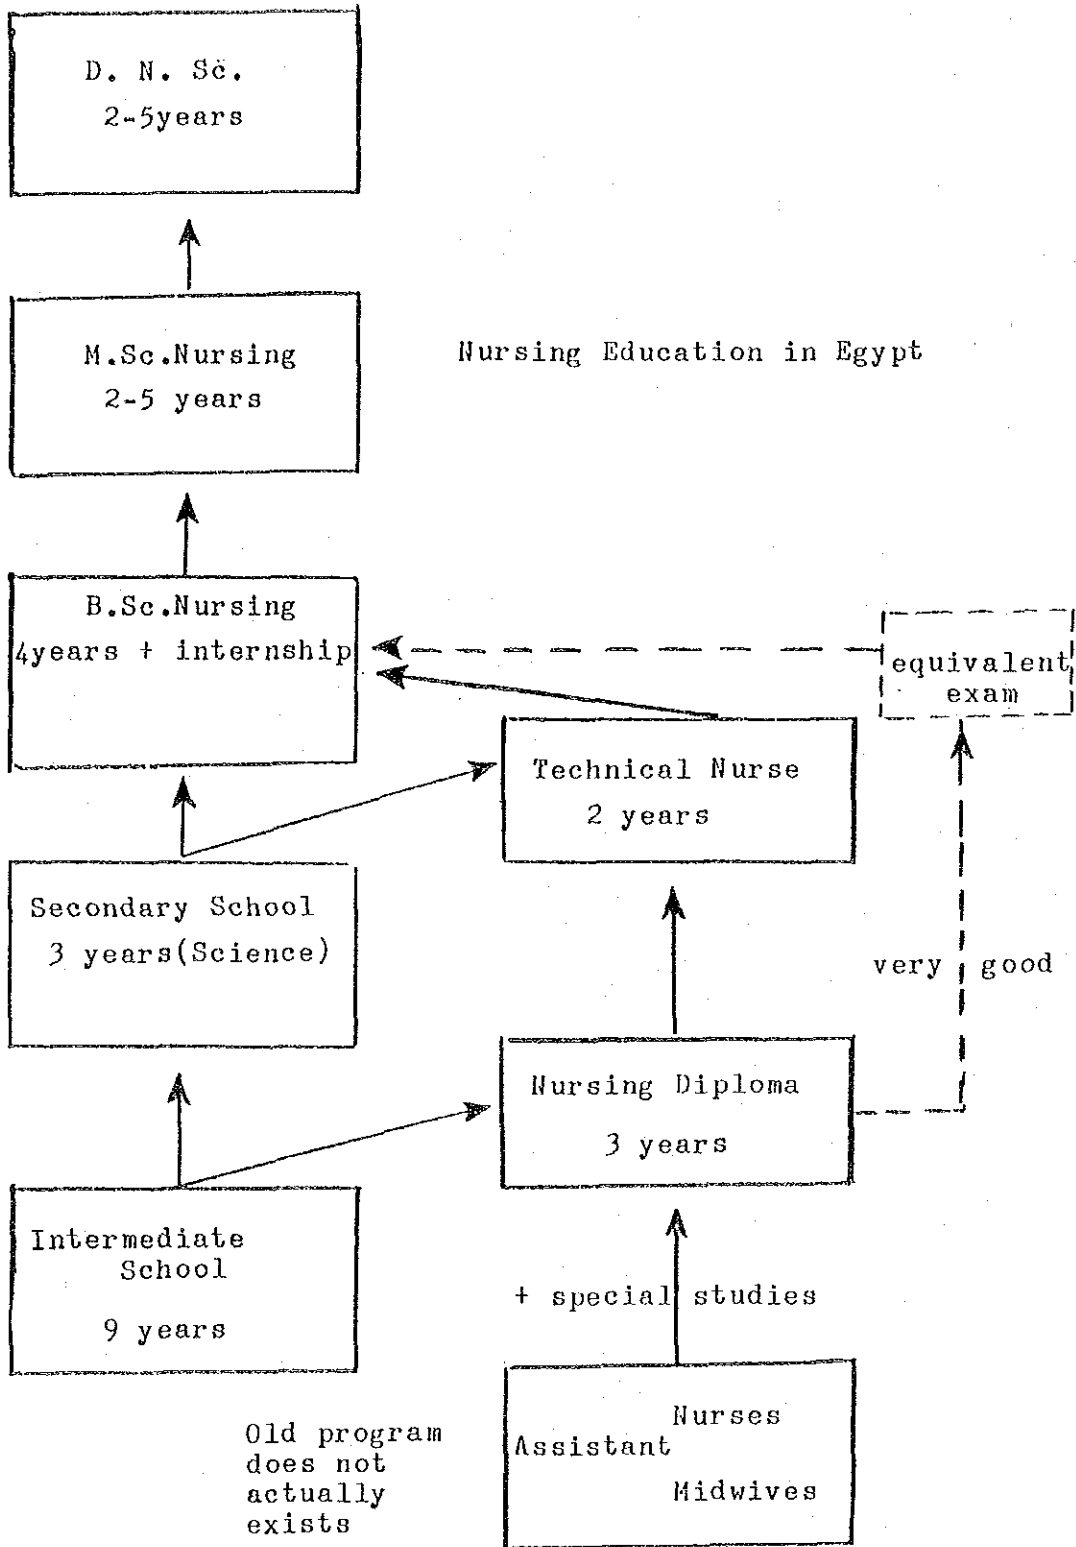 D. N. Sc.
2-5years
M.Sc.Nursing
2-5 years
Nursing Education in Egypt
B.Sc.Nursing
4years + internship
equivalent
exam
Technical Nurse
2 years
Secondary School
3 years(Science)
very good
Nursing Diploma
3 years
Intermediate
School
9 years
+ special studies
Nurses
Assistant
Midwives
Old program
does not
actually
exists